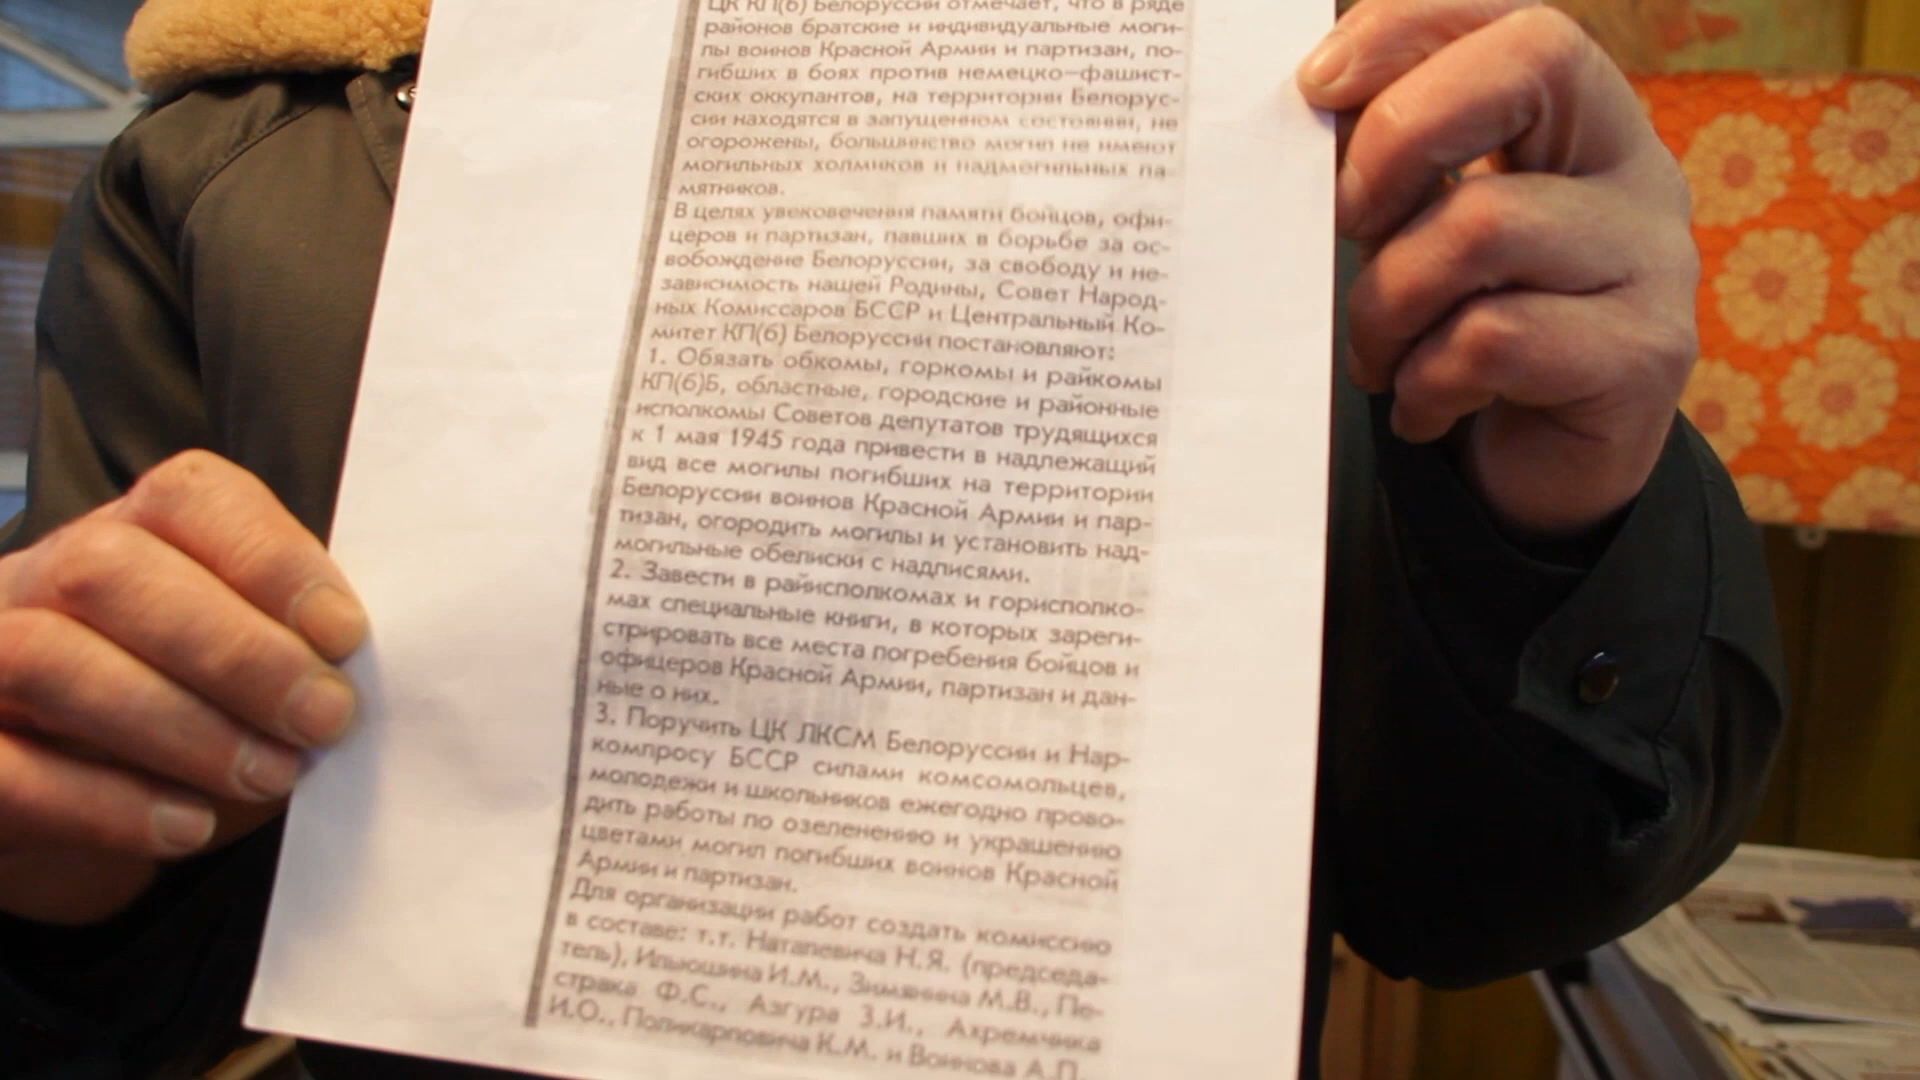 ЦК КП(б) Белоруссии отмечает, что в ряде
районов братские и индивидуальные моги-
лы воинов Красной Армии и партизан, по-
гибших в боях против немецко-фашист-
ских оккупантов, на территории Белорус-
сии находятся в запущенном состоянии, не
огорожены, большинство могил не имеют
могильных холмиков и надмогильных па-
мятников.
В целях увековечения памяти бойцов, офи-
церов и партизан, павших в борьбе за ос-
вобождение Белоруссии, за свободу и не-
зависимость нашей Родины, Совет Народ-
ных Комиссаров БССР и Центральный Ко-
митет КП(б) Белоруссии постановляют:
1. Обязать обкомы, горкомы и райкомы
КП(б)Б, областные, городские и районные
исполкомы Советов депутатов трудящихся
к 1 мая 1945 года привести в надлежащий
вид все могилы погибших на территории
Белоруссии воинов Красной Армии и пар-
тизан, огородить могилы и установить над-
могильные обелиски с надписями.
2. Завести в райисполкомах и горисполко-
мах специальные книги, в которых зареги-
стрировать все места погребения бойцов и
офицеров Красной Армии, партизан и дан-
ные о них.
3. Поручить ЦК ЛКСМ Белоруссии и Нар-
компросу БССР силами комсомольцев,
молодежи и школьников ежегодно прово-
дить работы по озеленению и украшению
цветами могил погибших воинов Красной
Армии и партизан.
Для организации работ создать комиссию
в составе: т.т. Наталевича Н.Я. (председа-
тель), Ильюшина И.М., Зимянина М.В., Пе-
страка Ф.С., Азгура З.И., Ахремчика
И.О., Поликарповича К.М. и Воинова А.П.